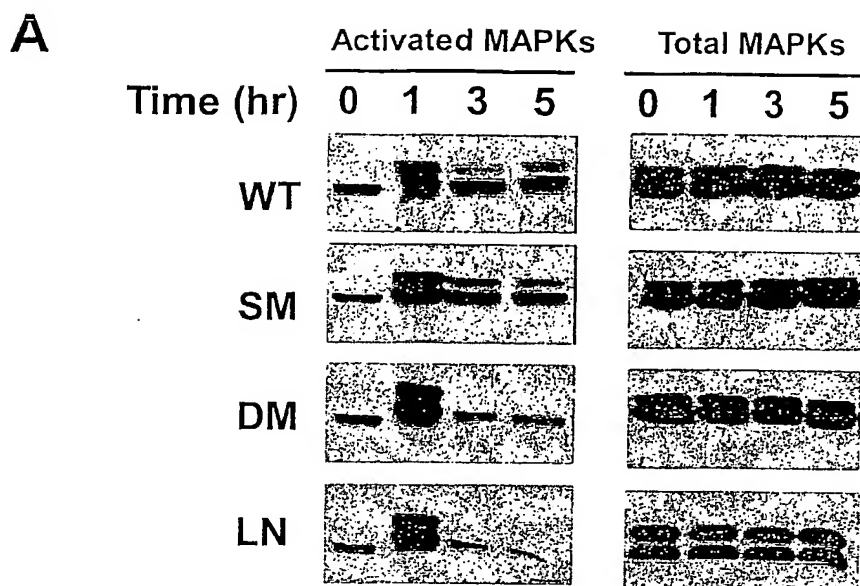 A
Activated MAPKs Total MAPKs
Time (hr) 0 1 3 5 0 1 3 5
WT
SM
DM
LN